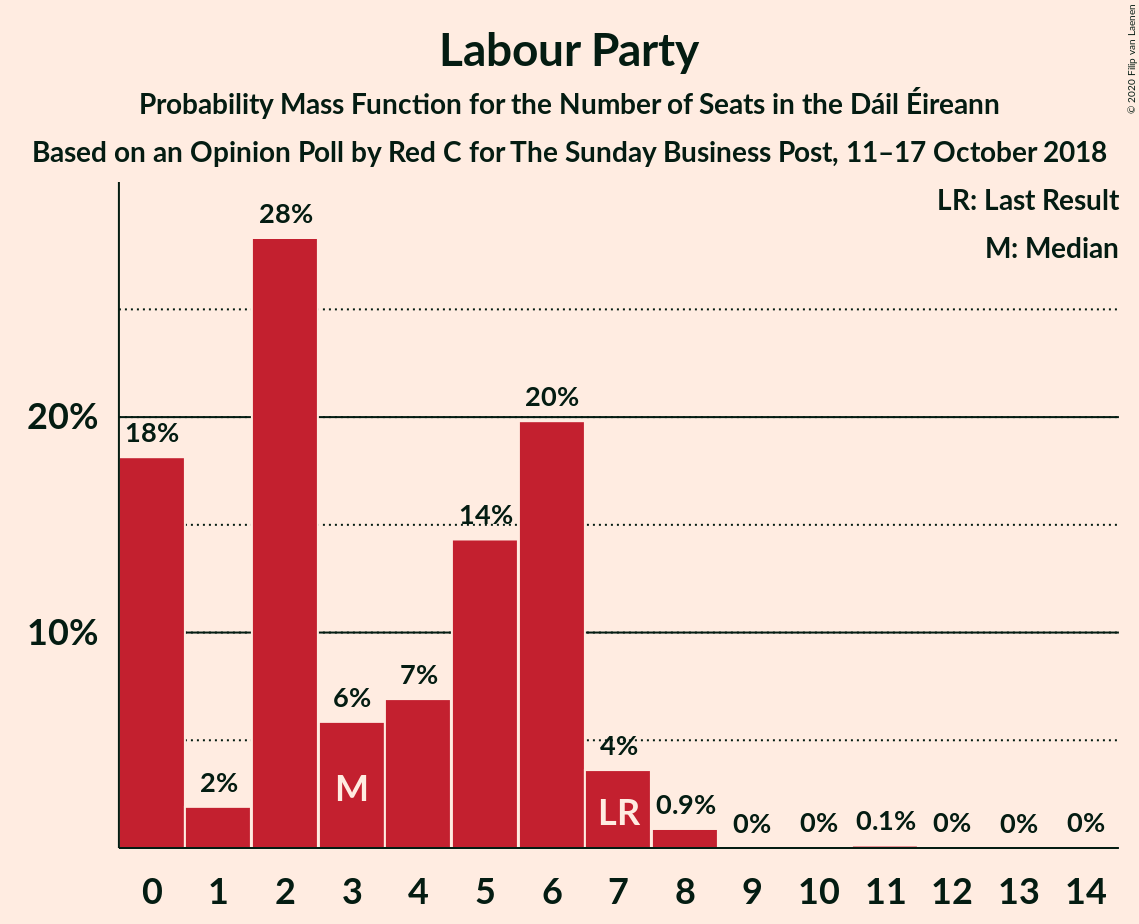 Labour Party
Probability Mass Function for the Number of Seats in the Dáil Éireann
Based on an Opinion Poll by Red C for The Sunday Business Post, 11–17 October 2018
© 2020 Filip van Laenen
LR: Last Result
M: Median
28%
20%
20%
18%
14%
10%
7%
6%
4%
2%
M
LR
0.9%
0%
0%
0.1%
0%
0%
0%
0 1 2 3 4 5 6 7 8 9 10 11 12 13 14